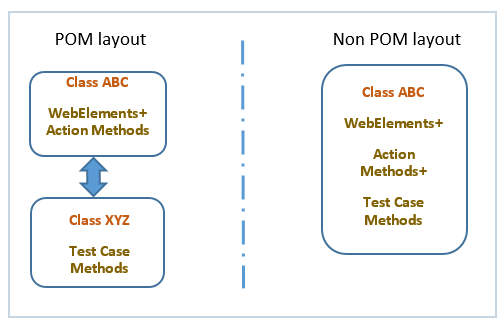 POM layout
Class ABC
WebElements+
Action Methods
Class XYZ
Test Case
Methods
Non POM layout
Class ABC
WebElements+
Action
Methods+
Test Case
Methods